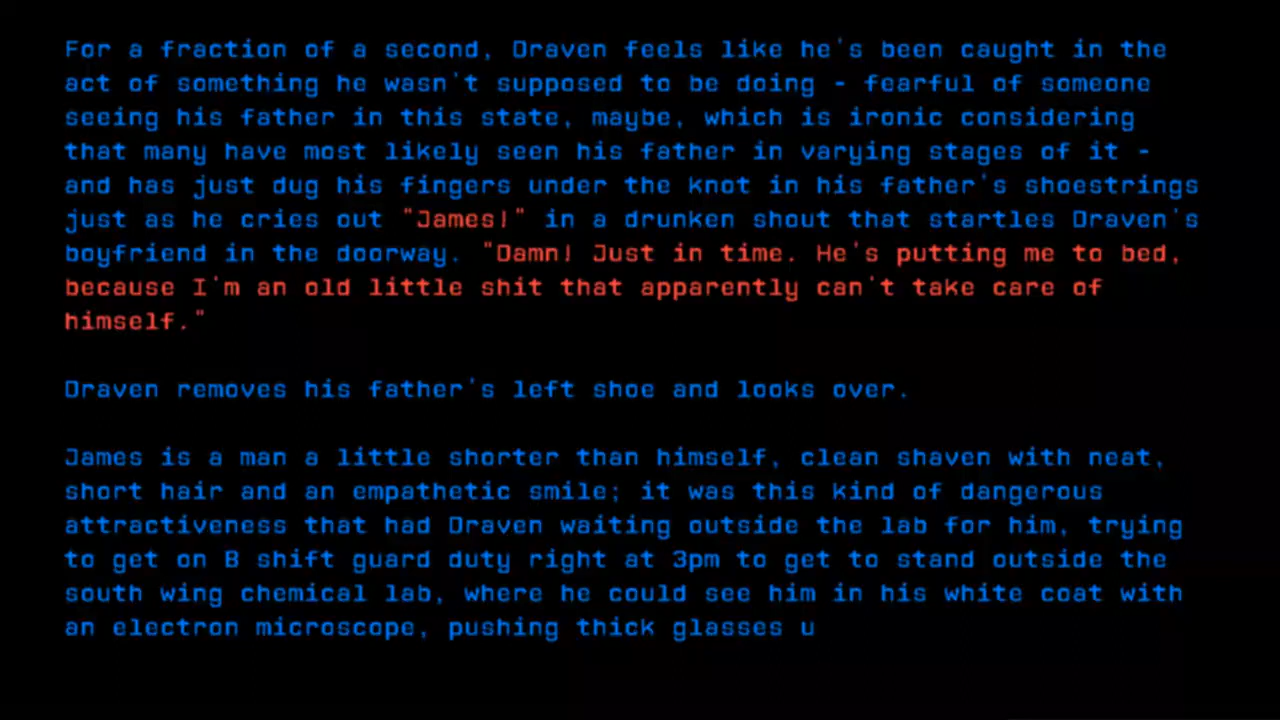 For a fraction of a second, Draven feels like he's been caught in the
act of something he wasn't supposed to be doing - fearful of someone
seeing his father in this state, maybe, which is ironic considering
that many have most likely seen his father in varying stages of it -
and has just dug his fingers under the knot in his father's shoestrings
just as he cries out "James!" in a drunken shout that startles Draven's
boyfriend in the doorway. "Damn! Just in time. He's putting me to bed,
because I'm an old little shit that apparently can't take care of
himself."
Draven removes his father's left shoe and looks over.
James is a man a little shorter than himself, clean shaven with neat,
short hair and an empathetic smile; it was this kind of dangerous
attractiveness that had Draven waiting outside the lab for him, trying
to get on B shift guard duty right at 3pm to get to stand outside the
south wing chemical lab, where he could see him in his white coat with
an electron microscope, pushing thick glasses u